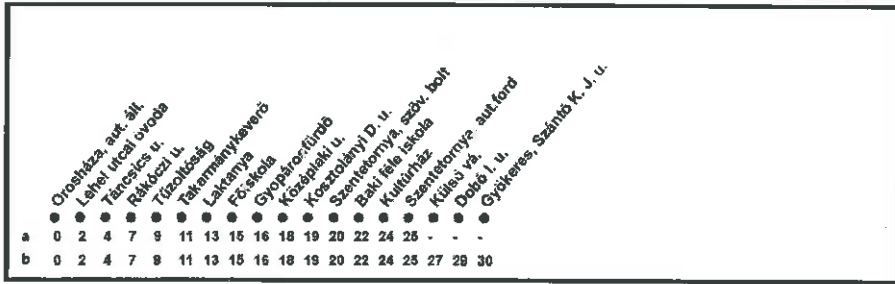 Orosháza, aut. áll.
Lehel utcai óvoda
Táncsics u.
Rákóczi u.
Tűzoltóság
Takarmánykeverő
Laktanya
Főiskola
Gyopárosfürdő
Középlaki u.
Kosztolányi D. u.
Szentetornya, szöv. bolt
Baki féle iskola
Kultúrház
Szentetornya, aut.ford
Külső vá.
Dobó I. u.
Gyökeres, Szántó K. J. u.
a 0 2 4 7 9 11 13 15 16 18 19 20 22 24 25 - - -
b 0 2 4 7 9 11 13 15 16 18 19 20 22 24 25 27 29 30